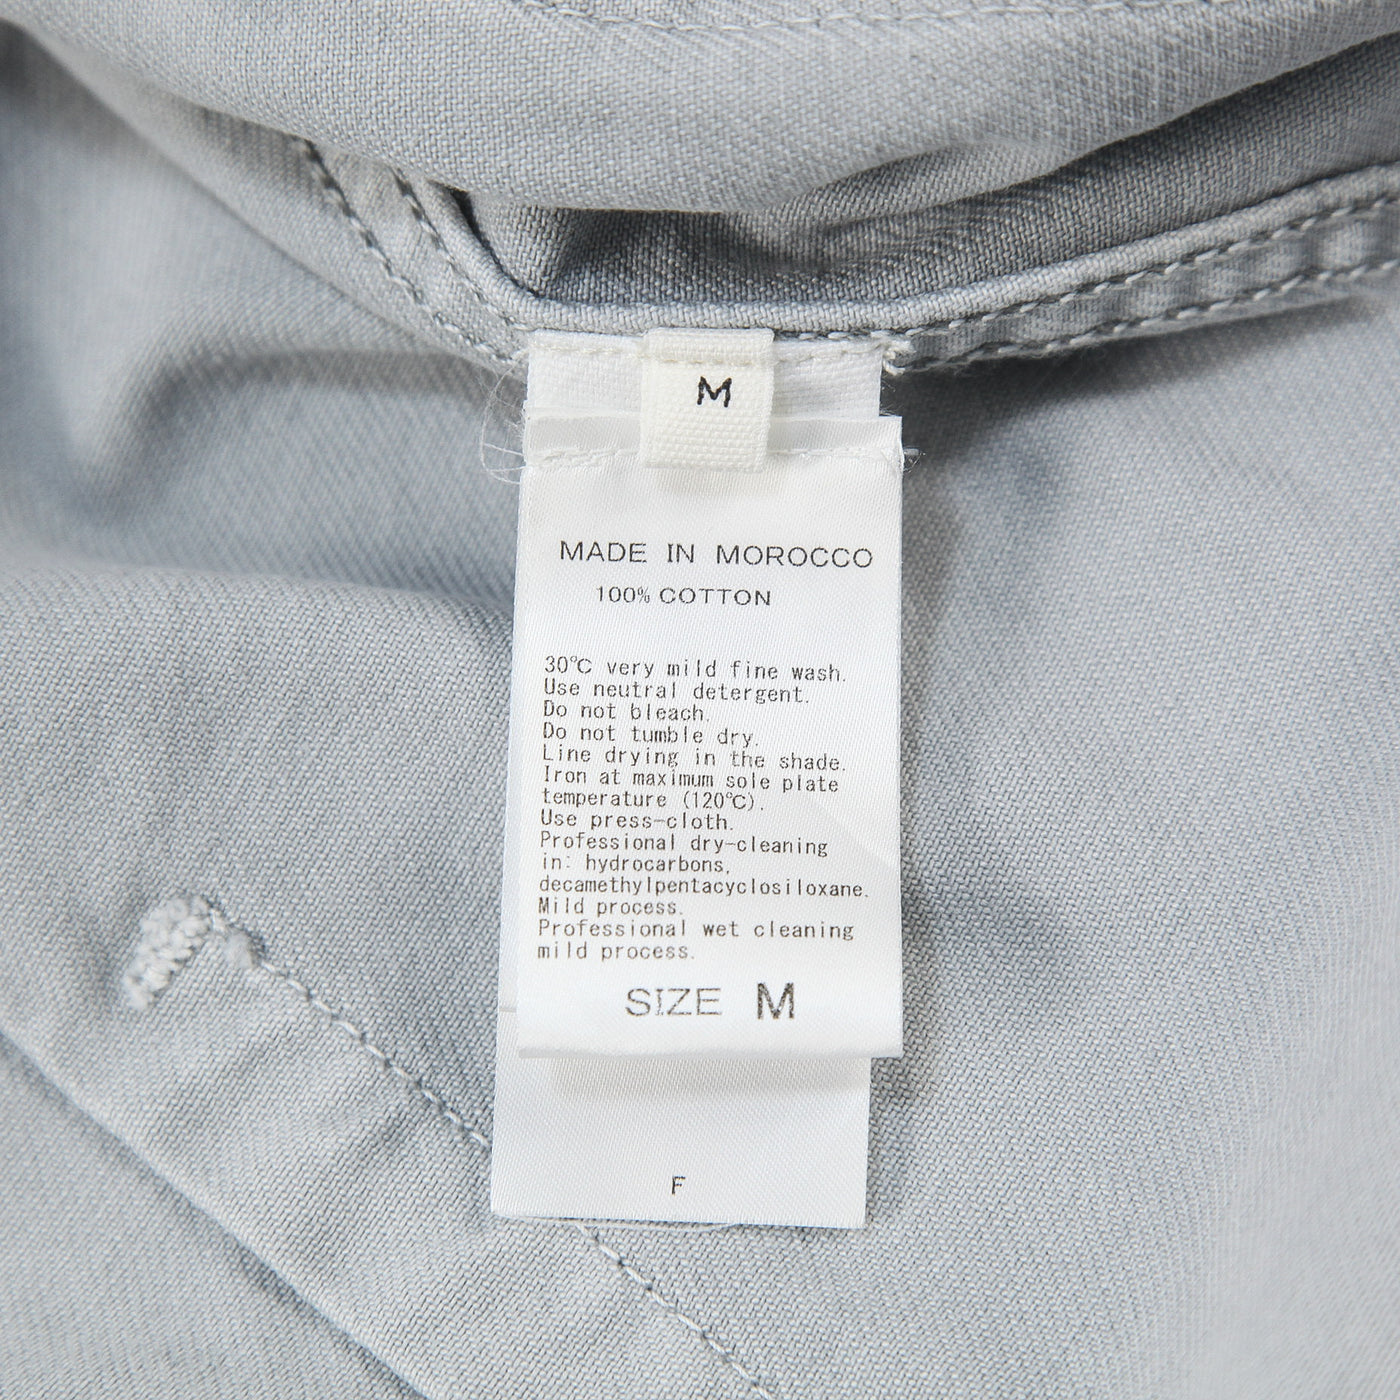 M
MADE IN MOROCCO
100% COTTON
30℃ very mild fine wash.
Use neutral detergent.
Do not bleach.
Do not tumble dry.
Line drying in the shade.
Iron at maximum sole plate
temperature (120℃).
Use press-cloth.
Professional dry-cleaning
in: hydrocarbons,
decamethylpentacyclosiloxane.
Mild process.
Professional wet cleaning
mild process.
SIZE M
F